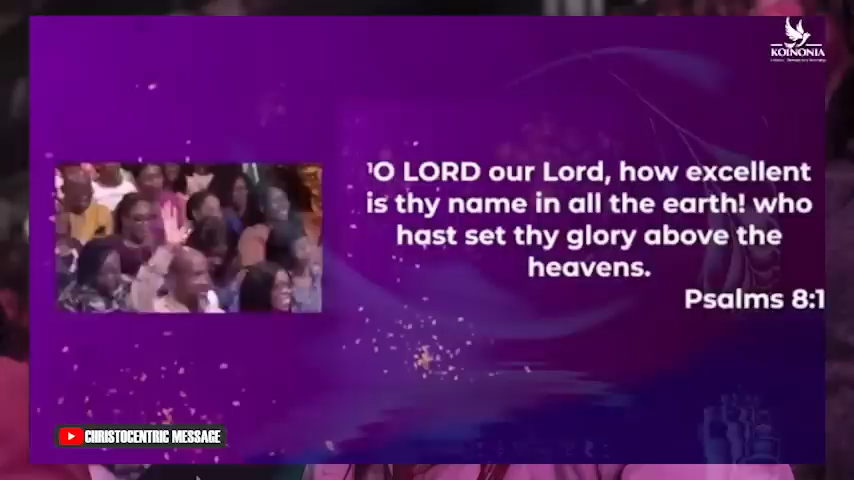 KOINONIA
¹O LORD our Lord, how excellent
is thy name in all the earth! who
hast set thy glory above the
heavens.
Psalms 8:1
CHRISTOCENTRIC MESSAGE